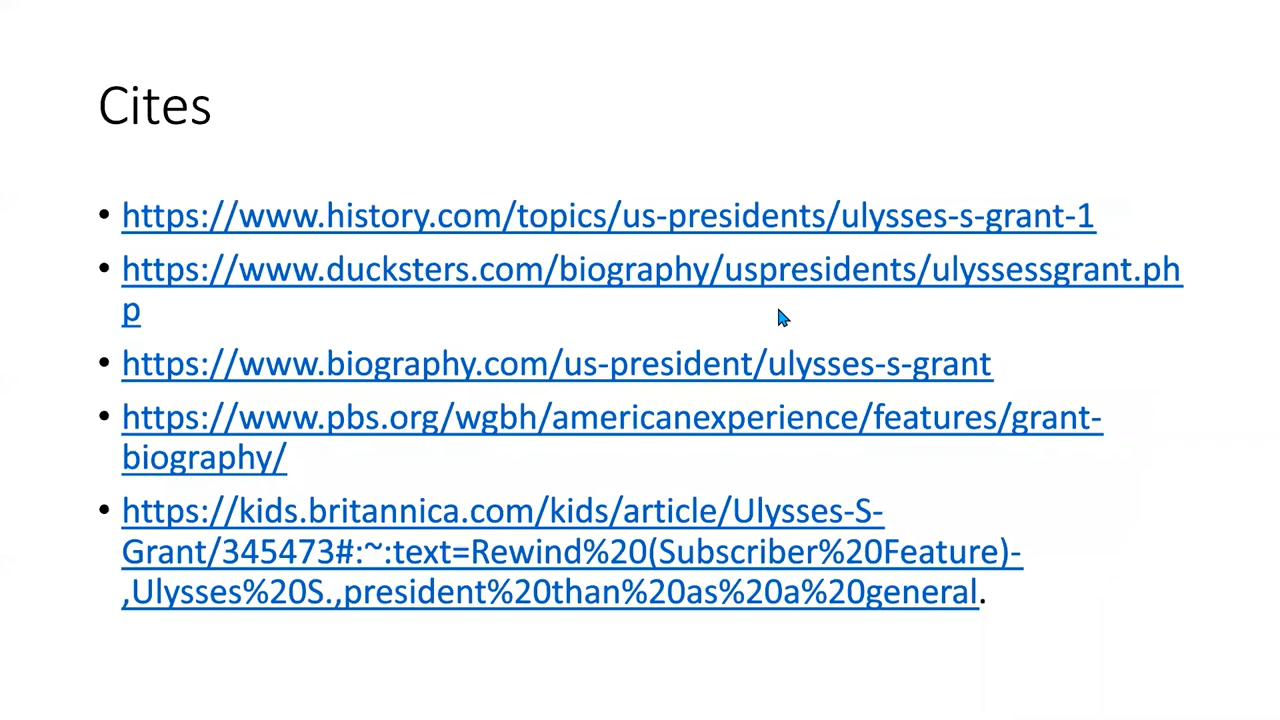 Cites
• https://www.history.com/topics/us-presidents/ulysses-s-grant-1
• https://www.ducksters.com/biography/uspresidents/ulyssessgrant.ph
p
• https://www.biography.com/us-president/ulysses-s-grant
• https://www.pbs.org/wgbh/americanexperience/features/grant-
biography/
• https://kids.britannica.com/kids/article/Ulysses-S-
Grant/345473#:~:text=Rewind%20(Subscriber%20Feature)-
,Ulysses%20S.,president%20than%20as%20a%20general.